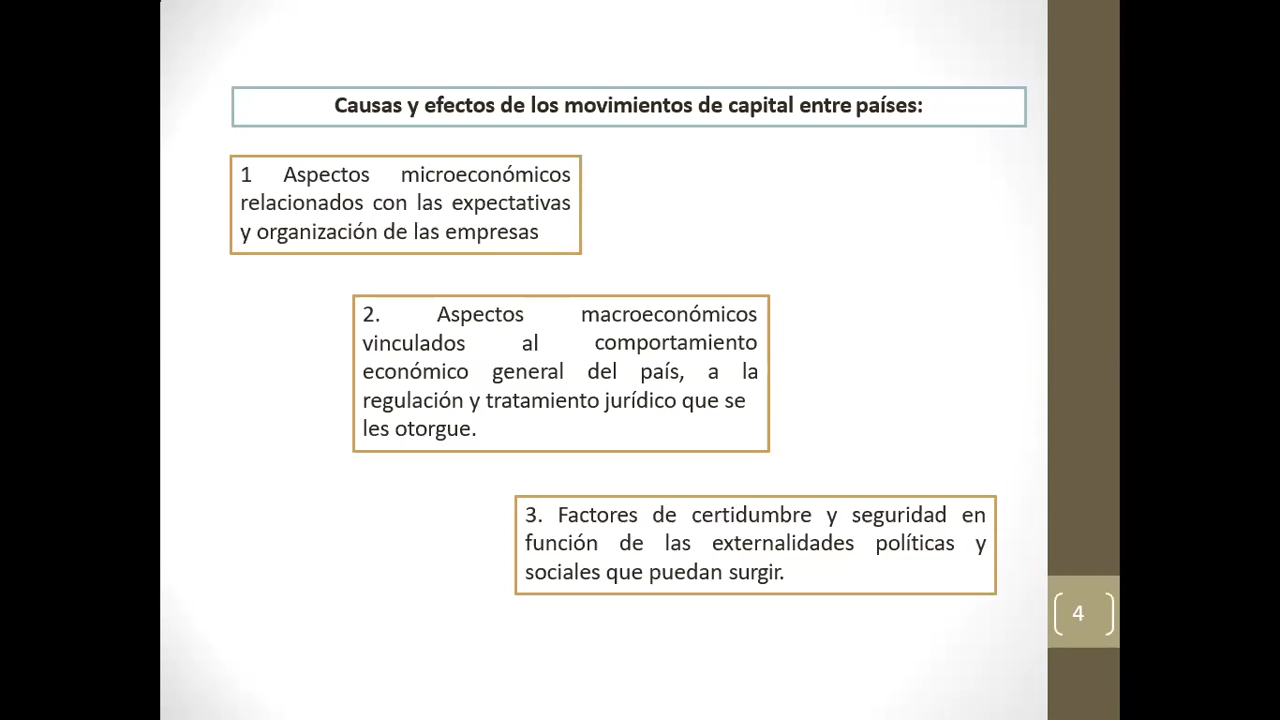 Causas y efectos de los movimientos de capital entre países:
1 Aspectos microeconómicos
relacionados con las expectativas
y organización de las empresas
2. Aspectos macroeconómicos
vinculados al comportamiento
económico general del país, a la
regulación y tratamiento jurídico que se
les otorgue.
3. Factores de certidumbre y seguridad en
función de las externalidades políticas y
sociales que puedan surgir.
4